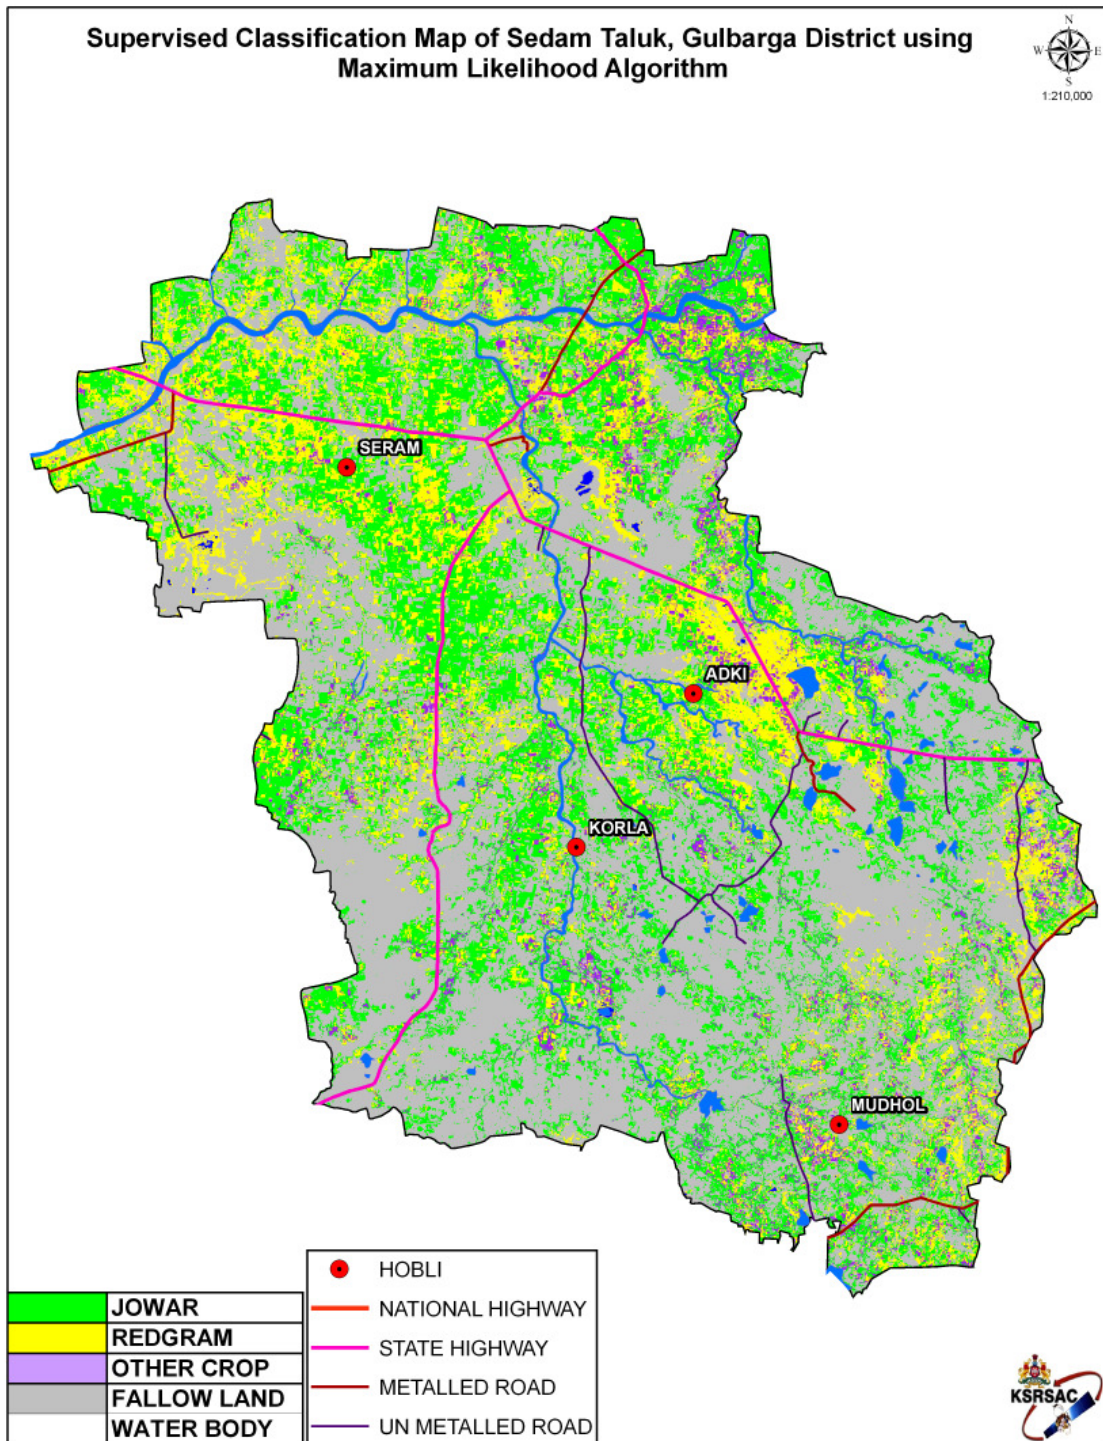 Supervised Classification Map of Sedam Taluk, Gulbarga District using
Maximum Likelihood Algorithm
N
W E
S
1:210,000
SERAM
ADKI
KORLA
MUDHOL
HOBLI
NATIONAL HIGHWAY
STATE HIGHWAY
METALLED ROAD
UN METALLED ROAD
JOWAR
REDGRAM
OTHER CROP
FALLOW LAND
WATER BODY
KSRSAC